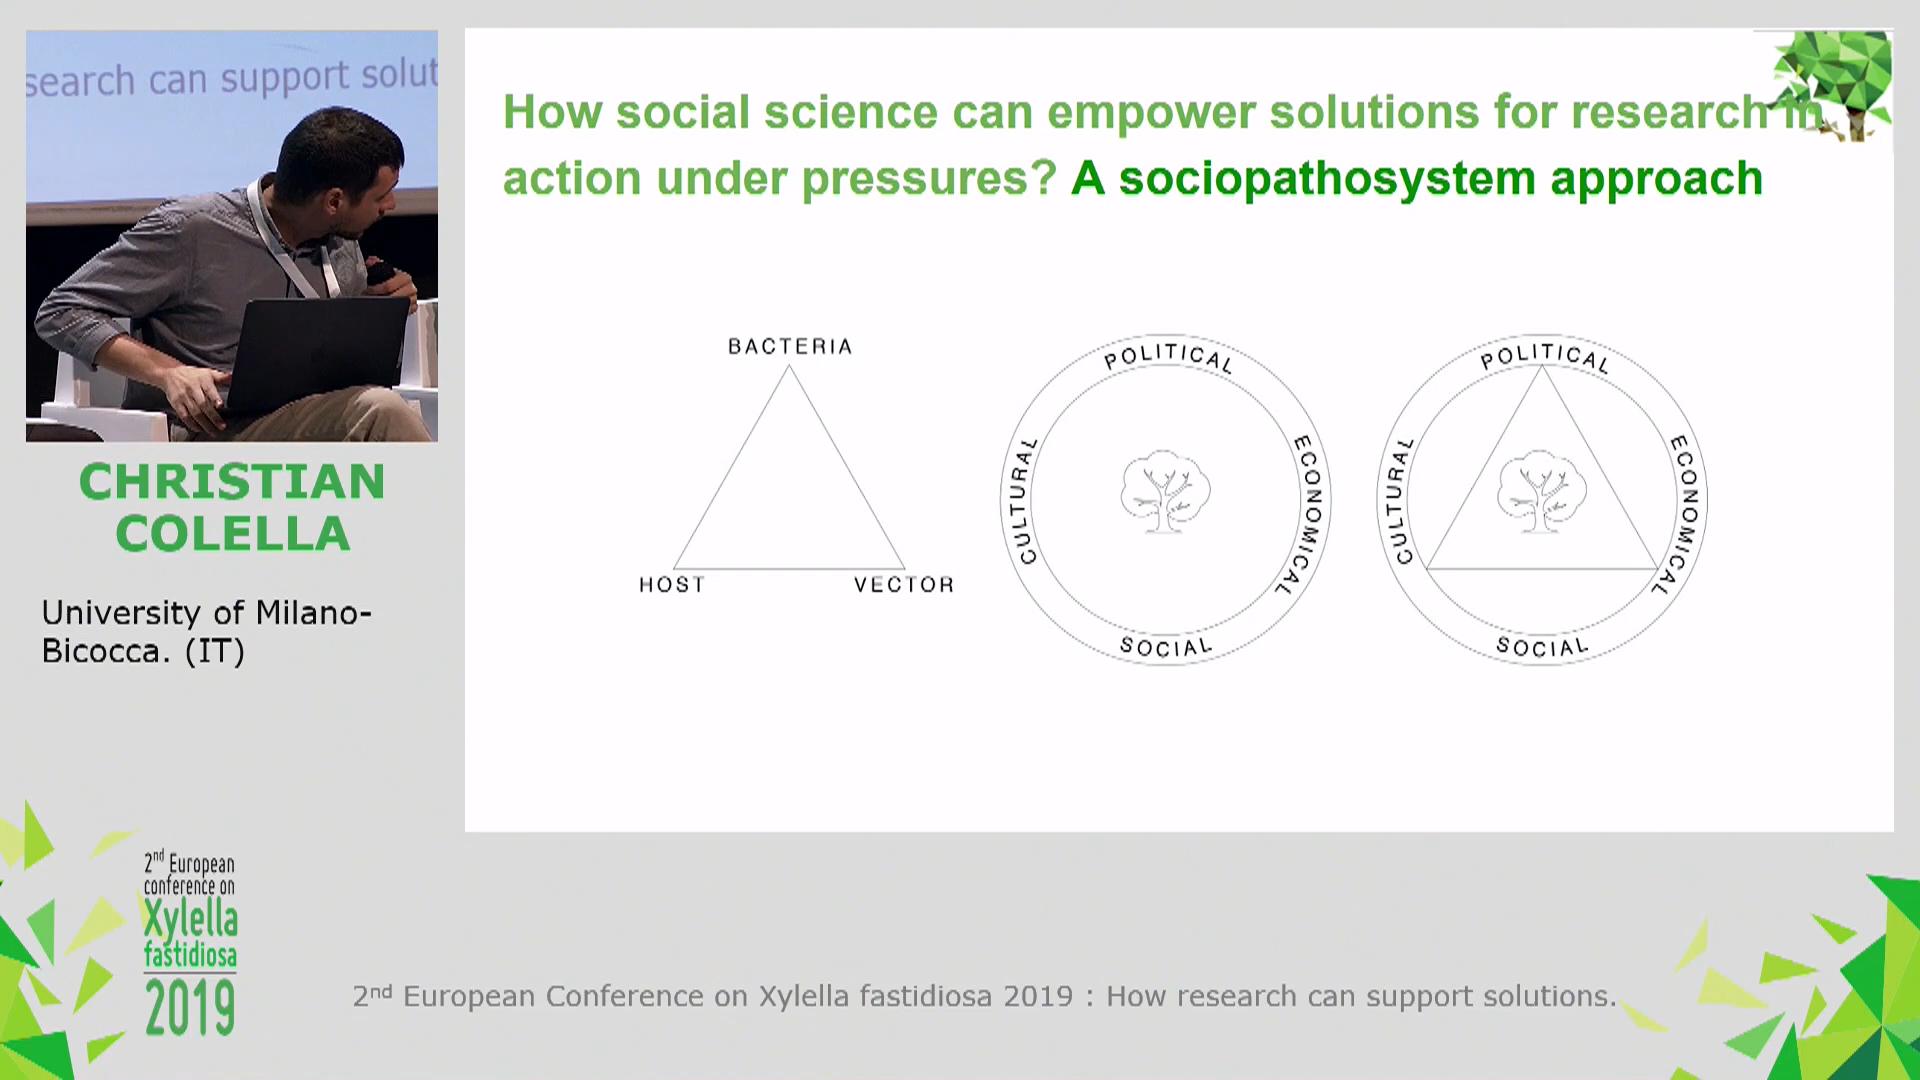 search can support solut
CHRISTIAN
COLELLA
University of Milano-
Bicocca. (IT)
How social science can empower solutions for research in
action under pressures? A sociopathosystem approach
BACTERIA
HOST
VECTOR
POLITICAL
CULTURAL
ECONOMICAL
SOCIAL
POLITICAL
CULTURAL
ECONOMICAL
SOCIAL
2nd European
conference on
Xylella
fastidiosa
2019
2nd European Conference on Xylella fastidiosa 2019 : How research can support solutions.